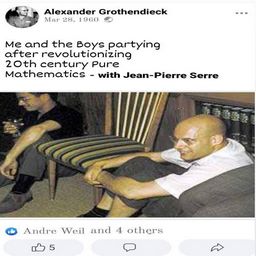 Alexander Grothendieck
Mar 28, 1960
Me and the Boys partying
after revolutionizing
20th century Pure
Mathematics - with Jean-Pierre Serre
Andre Weil and 4 others
5